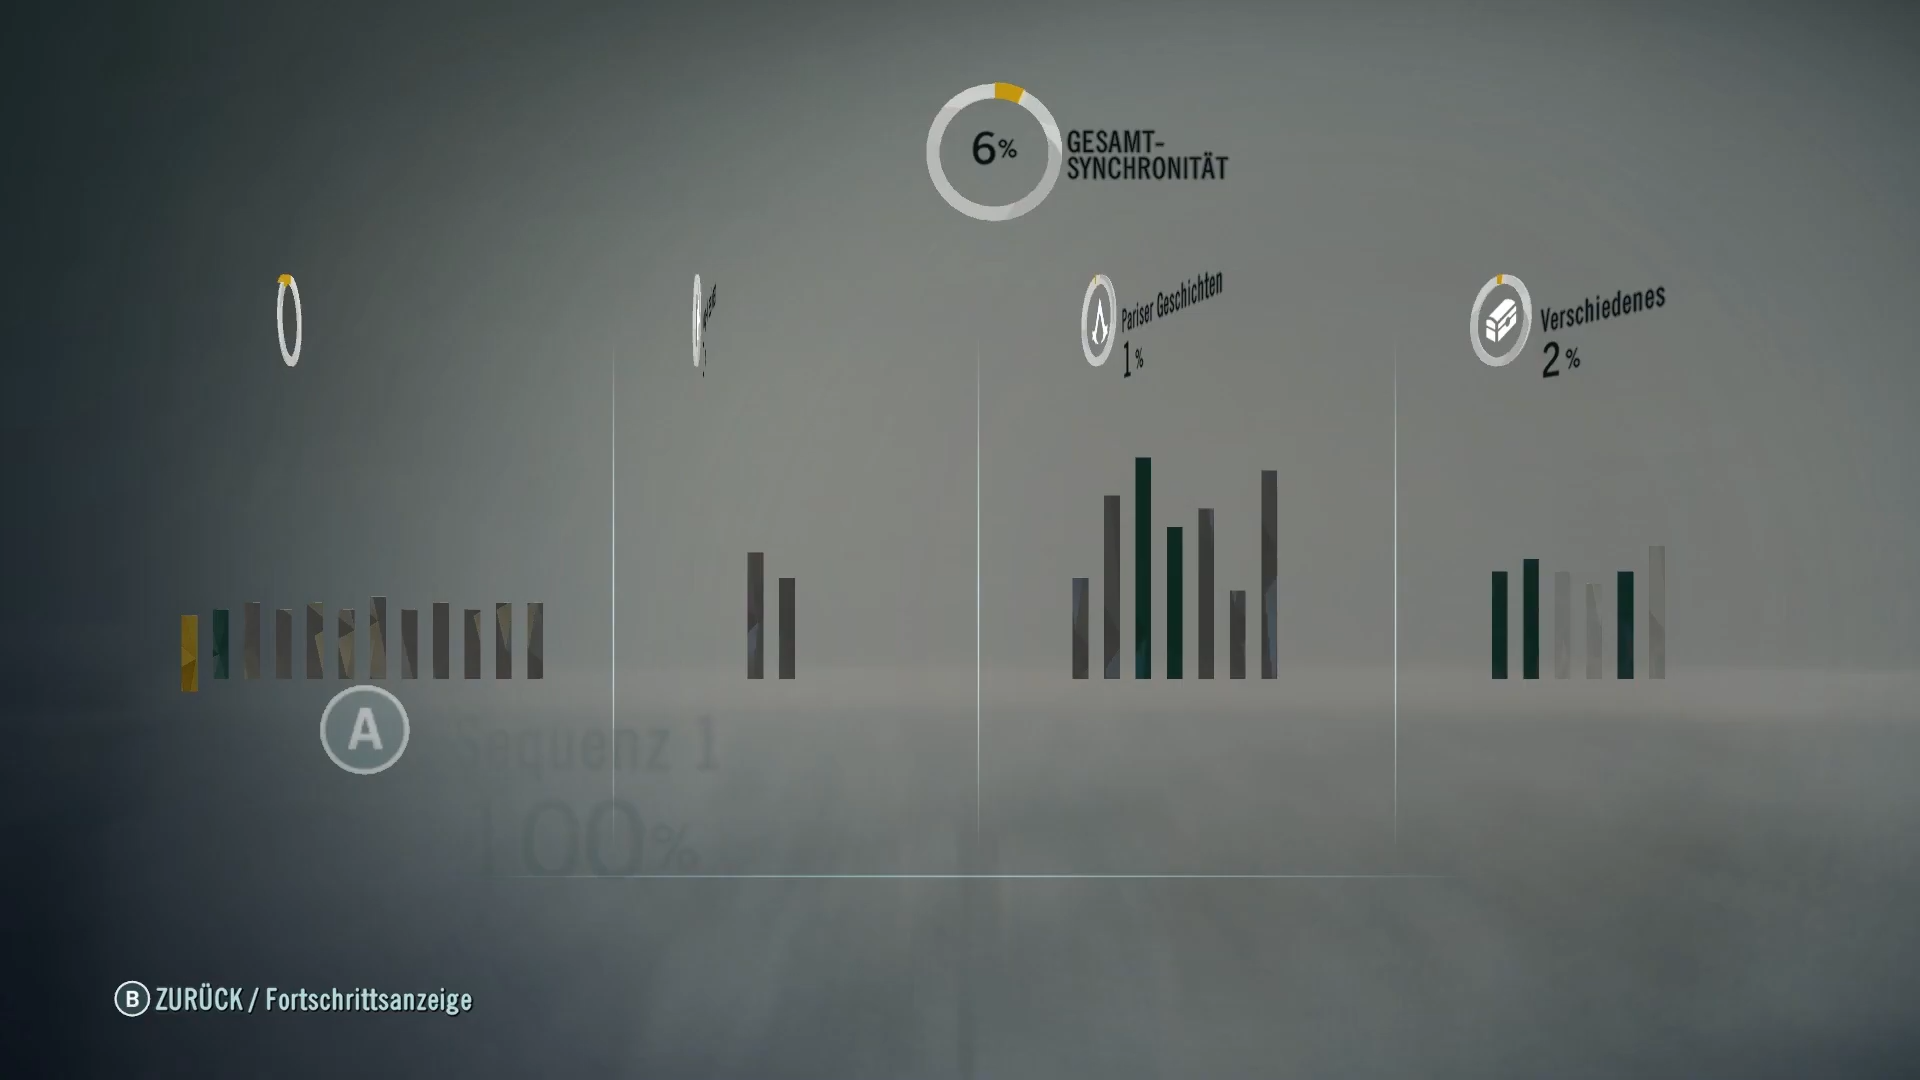 6%
GESAMT-
SYNCHRONITÄT
Pariser Geschichten
1%
Verschiedenes
2%
A
Sequenz 1
100%
B ZURÜCK / Fortschrittsanzeige